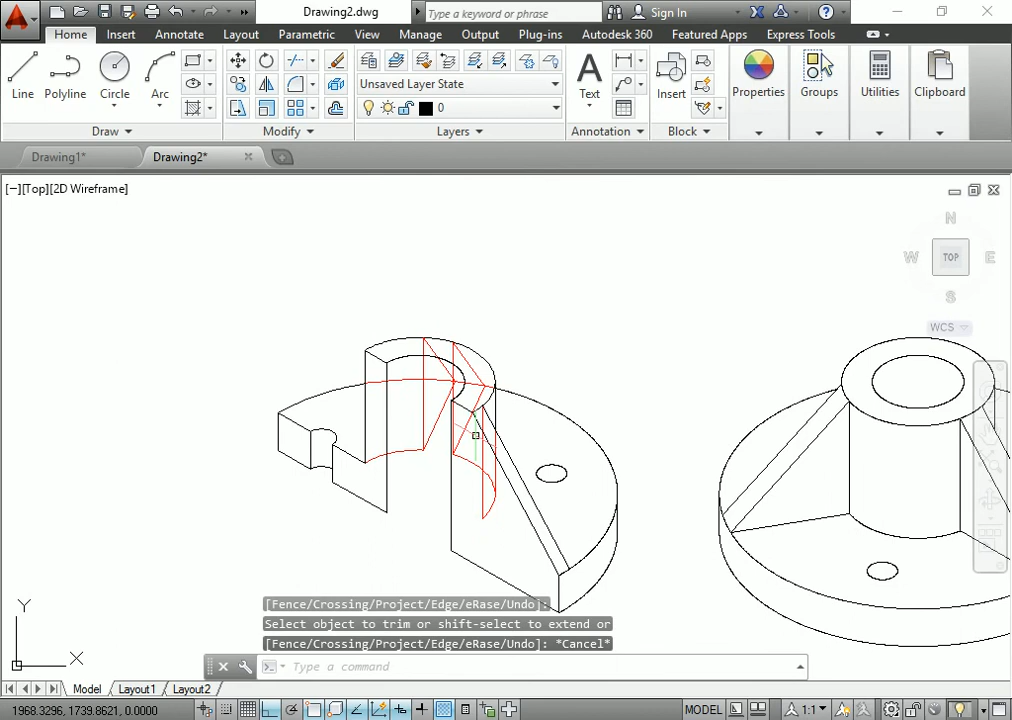 Drawing2.dwg
Type a keyword or phrase
Sign In
Home Insert Annotate Layout Parametric View Manage Output Plug-ins Autodesk 360 Featured Apps Express Tools
Unsaved Layer State
0
Line Polyline Circle Arc Text Insert Properties Groups Utilities Clipboard
Draw Modify Layers Annotation Block
Drawing1* Drawing2*
[−][Top][2D Wireframe]
N
W TOP E
S
WCS
Y
X
[Fence/Crossing/Project/Edge/eRase/Undo]:
Select object to trim or shift-select to extend or
[Fence/Crossing/Project/Edge/eRase/Undo]: *Cancel*
Type a command
Model Layout1 Layout2
1968.3296, 1739.8621, 0.0000 MODEL 1:1